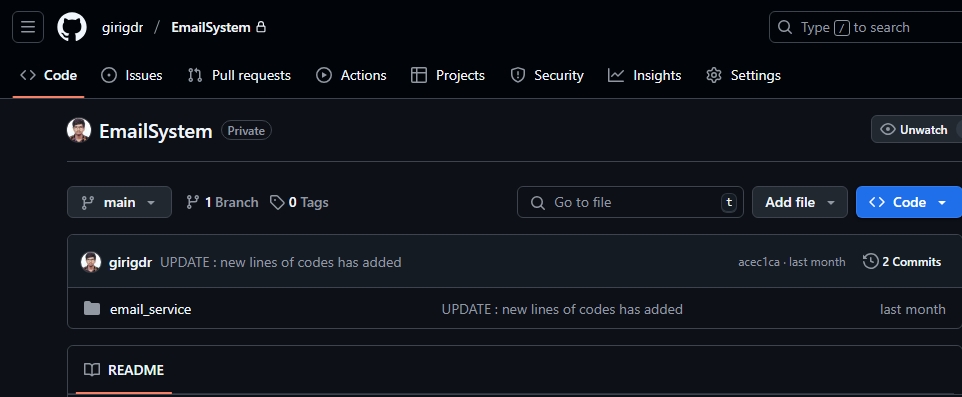 girigdr / EmailSystem Type / to search
Code Issues Pull requests Actions Projects Security Insights Settings
EmailSystem Private Unwatch
main 1 Branch 0 Tags Go to file t Add file Code
girigdr UPDATE : new lines of codes has added acec1ca · last month 2 Commits
email_service UPDATE : new lines of codes has added last month
README